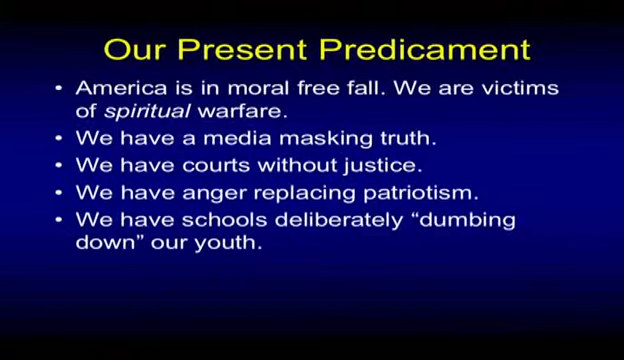 Our Present Predicament
• America is in moral free fall. We are victims
of spiritual warfare.
• We have a media masking truth.
• We have courts without justice.
• We have anger replacing patriotism.
• We have schools deliberately “dumbing
down” our youth.